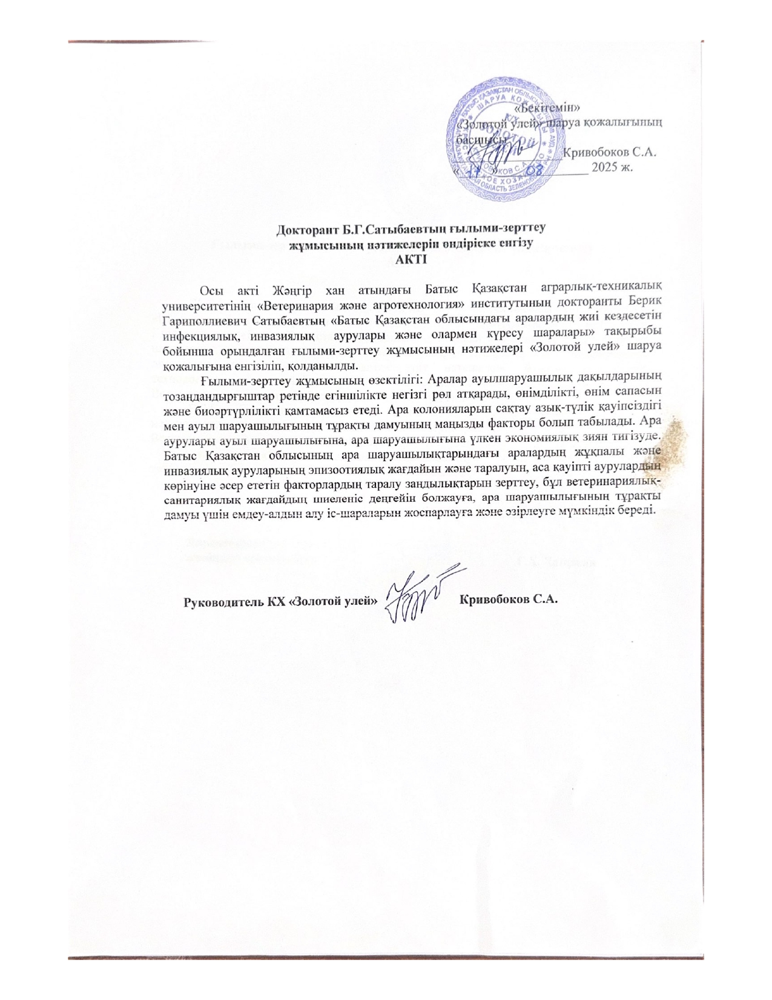 «Бекітемін»
«Золотой улей» шаруа қожалығының
басшысы
Кривобоков С.А.
« 11 » 08 2025 ж.
Докторант Б.Г.Сатыбаевтың ғылыми-зерттеу
жұмысының нәтижелерін өндіріске енгізу
АКТІ
Осы акті Жәңгір хан атындағы Батыс Қазақстан аграрлық-техникалық
университетінің «Ветеринария және агротехнология» институтының докторанты Берик
Гариполлиевич Сатыбаевтың «Батыс Қазақстан облысындағы аралардың жиі кездесетін
инфекциялық, инвазиялық аурулары және олармен күресу шаралары» тақырыбы
бойынша орындалған ғылыми-зерттеу жұмысының нәтижелері «Золотой улей» шаруа
қожалығына енгізіліп, қолданылды.
Ғылыми-зерттеу жұмысының өзектілігі: Аралар ауылшаруашылық дақылдарының
тозаңдандырғыштар ретінде егіншілікте негізгі рөл атқарады, өнімділікті, өнім сапасын
және биоәртүрлілікті қамтамасыз етеді. Ара колонияларын сақтау азық-түлік қауіпсіздігі
мен ауыл шаруашылығының тұрақты дамуының маңызды факторы болып табылады. Ара
аурулары ауыл шаруашылығына, ара шаруашылығына үлкен экономиялық зиян тигізуде.
Батыс Қазақстан облысының ара шаруашылықтарындағы аралардың жұқпалы және
инвазиялық ауруларының эпизоотиялық жағдайын және таралуын, аса қауіпті аурулардың
көрінуіне әсер ететін факторлардың таралу заңдылықтарын зерттеу, бұл ветеринариялық-
санитариялық жағдайдың шиеленіс деңгейін болжауға, ара шаруашылығының тұрақты
дамуы үшін емдеу-алдын алу іс-шараларын жоспарлауға және әзірлеуге мүмкіндік береді.
Руководитель КХ «Золотой улей» Кривобоков С.А.